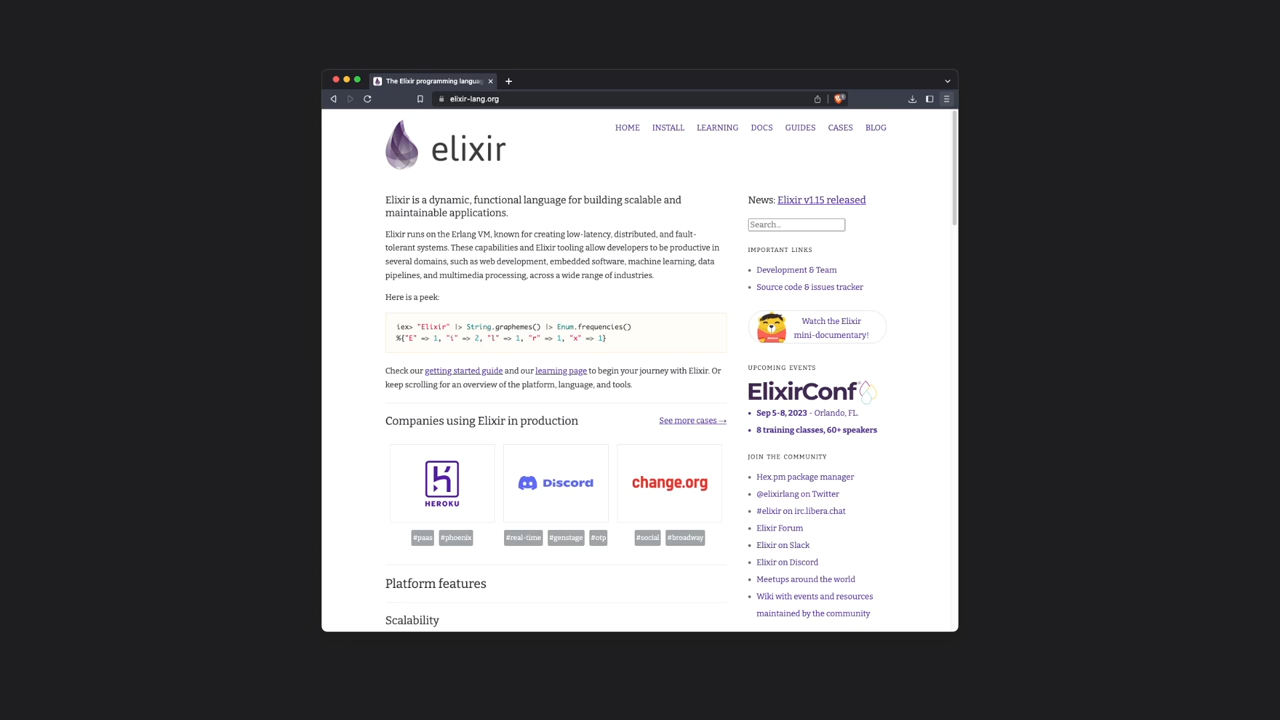 The Elixir programming langua
elixir-lang.org
elixir
HOME INSTALL LEARNING DOCS GUIDES CASES BLOG
Elixir is a dynamic, functional language for building scalable and
maintainable applications.
Elixir runs on the Erlang VM, known for creating low-latency, distributed, and fault-
tolerant systems. These capabilities and Elixir tooling allow developers to be productive in
several domains, such as web development, embedded software, machine learning, data
pipelines, and multimedia processing, across a wide range of industries.
Here is a peek:
iex> "Elixir" |> String.graphemes() |> Enum.frequencies()
%{"E" => 1, "i" => 2, "l" => 1, "r" => 1, "x" => 1}
Check our getting started guide and our learning page to begin your journey with Elixir. Or
keep scrolling for an overview of the platform, language, and tools.
Companies using Elixir in production
See more cases →
HEROKU
Discord
change.org
#paas #phoenix
#real-time #genstage #otp
#social #broadway
Platform features
Scalability
News: Elixir v1.15 released
Search...
IMPORTANT LINKS
• Development & Team
• Source code & issues tracker
Watch the Elixir
mini-documentary!
UPCOMING EVENTS
ElixirConf
• Sep 5-8, 2023 - Orlando, FL
• 8 training classes, 60+ speakers
JOIN THE COMMUNITY
• Hex.pm package manager
• @elixirlang on Twitter
• #elixir on irc.libera.chat
• Elixir Forum
• Elixir on Slack
• Elixir on Discord
• Meetups around the world
• Wiki with events and resources
maintained by the community